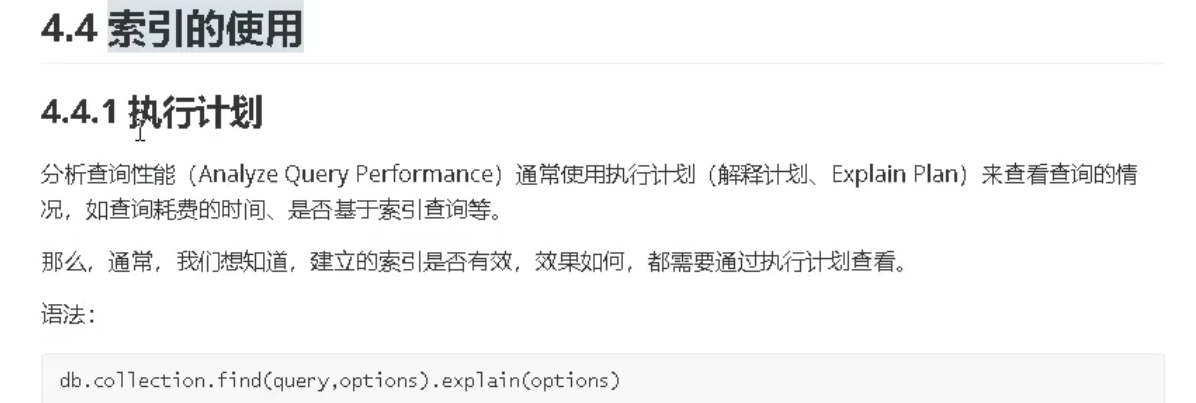 4.4 索引的使用
4.4.1 执行计划
分析查询性能（Analyze Query Performance）通常使用执行计划（解释计划、Explain Plan）来查看查询的情
况，如查询耗费的时间、是否基于索引查询等。
那么，通常，我们想知道，建立的索引是否有效，效果如何，都需要通过执行计划查看。
语法：
db.collection.find(query,options).explain(options)